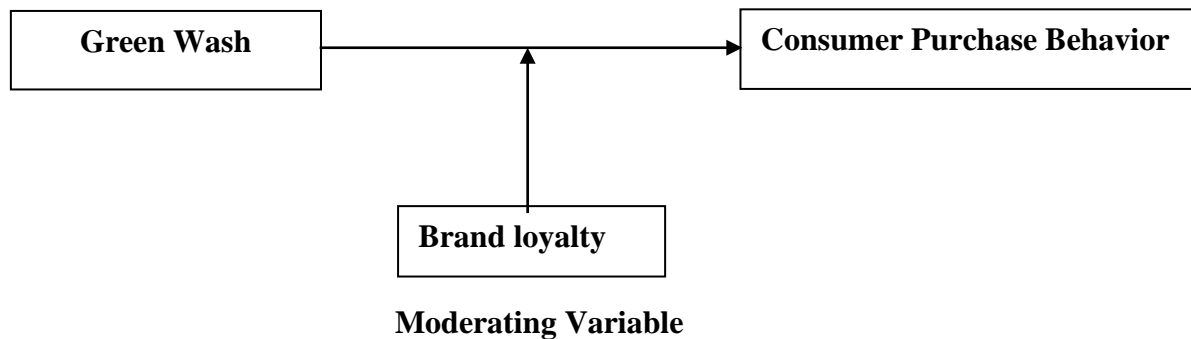 Green Wash
Consumer Purchase Behavior
Brand loyalty
Moderating Variable